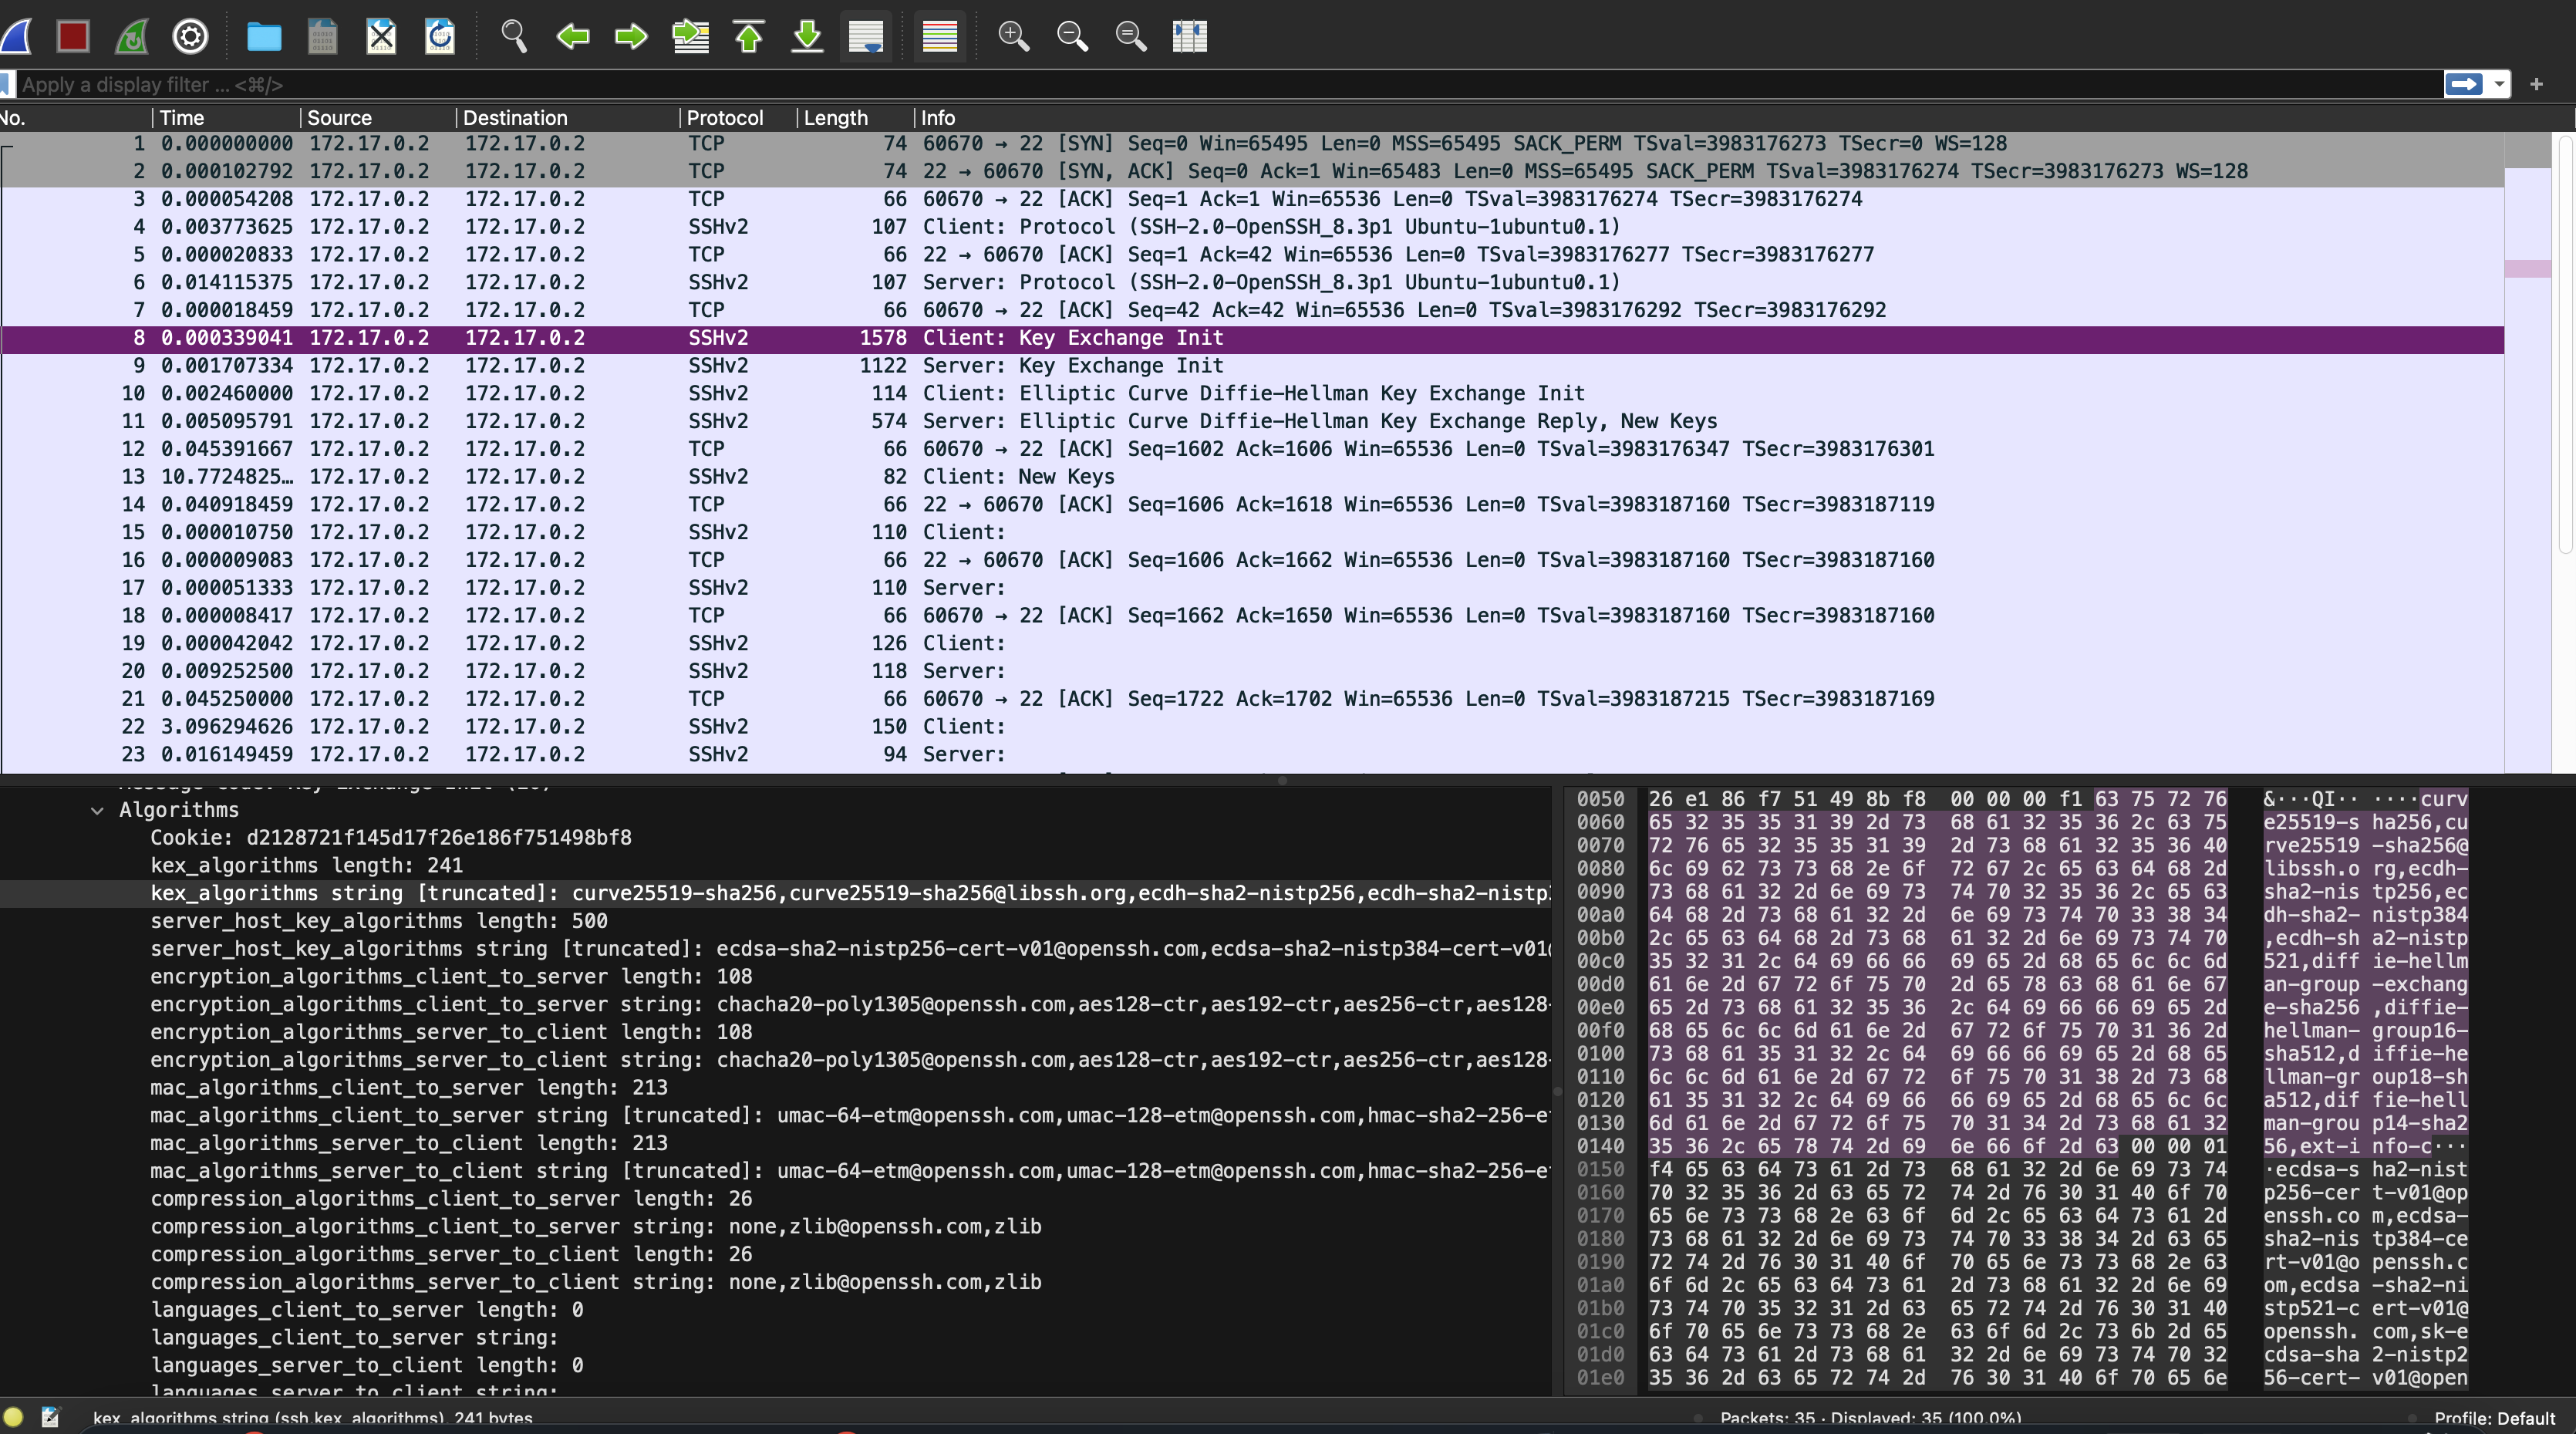 Apply a display filter ... <⌘/>
No. Time Source Destination Protocol Length Info
1 0.000000000 172.17.0.2 172.17.0.2 TCP 74 60670 → 22 [SYN] Seq=0 Win=65495 Len=0 MSS=65495 SACK_PERM TSval=3983176273 TSecr=0 WS=128
2 0.000102792 172.17.0.2 172.17.0.2 TCP 74 22 → 60670 [SYN, ACK] Seq=0 Ack=1 Win=65483 Len=0 MSS=65495 SACK_PERM TSval=3983176274 TSecr=3983176273 WS=128
3 0.000054208 172.17.0.2 172.17.0.2 TCP 66 60670 → 22 [ACK] Seq=1 Ack=1 Win=65536 Len=0 TSval=3983176274 TSecr=3983176274
4 0.003773625 172.17.0.2 172.17.0.2 SSHv2 107 Client: Protocol (SSH-2.0-OpenSSH_8.3p1 Ubuntu-1ubuntu0.1)
5 0.000020833 172.17.0.2 172.17.0.2 TCP 66 22 → 60670 [ACK] Seq=1 Ack=42 Win=65536 Len=0 TSval=3983176277 TSecr=3983176277
6 0.014115375 172.17.0.2 172.17.0.2 SSHv2 107 Server: Protocol (SSH-2.0-OpenSSH_8.3p1 Ubuntu-1ubuntu0.1)
7 0.000018459 172.17.0.2 172.17.0.2 TCP 66 60670 → 22 [ACK] Seq=42 Ack=42 Win=65536 Len=0 TSval=3983176292 TSecr=3983176292
8 0.000339041 172.17.0.2 172.17.0.2 SSHv2 1578 Client: Key Exchange Init
9 0.001707334 172.17.0.2 172.17.0.2 SSHv2 1122 Server: Key Exchange Init
10 0.002460000 172.17.0.2 172.17.0.2 SSHv2 114 Client: Elliptic Curve Diffie-Hellman Key Exchange Init
11 0.005095791 172.17.0.2 172.17.0.2 SSHv2 574 Server: Elliptic Curve Diffie-Hellman Key Exchange Reply, New Keys
12 0.045391667 172.17.0.2 172.17.0.2 TCP 66 60670 → 22 [ACK] Seq=1602 Ack=1606 Win=65536 Len=0 TSval=3983176347 TSecr=3983176301
13 10.7724825… 172.17.0.2 172.17.0.2 SSHv2 82 Client: New Keys
14 0.040918459 172.17.0.2 172.17.0.2 TCP 66 22 → 60670 [ACK] Seq=1606 Ack=1618 Win=65536 Len=0 TSval=3983187160 TSecr=3983187119
15 0.000010750 172.17.0.2 172.17.0.2 SSHv2 110 Client:
16 0.000009083 172.17.0.2 172.17.0.2 TCP 66 22 → 60670 [ACK] Seq=1606 Ack=1662 Win=65536 Len=0 TSval=3983187160 TSecr=3983187160
17 0.000051333 172.17.0.2 172.17.0.2 SSHv2 110 Server:
18 0.000008417 172.17.0.2 172.17.0.2 TCP 66 60670 → 22 [ACK] Seq=1662 Ack=1650 Win=65536 Len=0 TSval=3983187160 TSecr=3983187160
19 0.000042042 172.17.0.2 172.17.0.2 SSHv2 126 Client:
20 0.009252500 172.17.0.2 172.17.0.2 SSHv2 118 Server:
21 0.045250000 172.17.0.2 172.17.0.2 TCP 66 60670 → 22 [ACK] Seq=1722 Ack=1702 Win=65536 Len=0 TSval=3983187215 TSecr=3983187169
22 3.096294626 172.17.0.2 172.17.0.2 SSHv2 150 Client:
23 0.016149459 172.17.0.2 172.17.0.2 SSHv2 94 Server:
Algorithms
Cookie: d2128721f145d17f26e186f751498bf8
kex_algorithms length: 241
kex_algorithms string [truncated]: curve25519-sha256,curve25519-sha256@libssh.org,ecdh-sha2-nistp256,ecdh-sha2-nistp
server_host_key_algorithms length: 500
server_host_key_algorithms string [truncated]: ecdsa-sha2-nistp256-cert-v01@openssh.com,ecdsa-sha2-nistp384-cert-v01
encryption_algorithms_client_to_server length: 108
encryption_algorithms_client_to_server string: chacha20-poly1305@openssh.com,aes128-ctr,aes192-ctr,aes256-ctr,aes128-
encryption_algorithms_server_to_client length: 108
encryption_algorithms_server_to_client string: chacha20-poly1305@openssh.com,aes128-ctr,aes192-ctr,aes256-ctr,aes128-
mac_algorithms_client_to_server length: 213
mac_algorithms_client_to_server string [truncated]: umac-64-etm@openssh.com,umac-128-etm@openssh.com,hmac-sha2-256-e
mac_algorithms_server_to_client length: 213
mac_algorithms_server_to_client string [truncated]: umac-64-etm@openssh.com,umac-128-etm@openssh.com,hmac-sha2-256-e
compression_algorithms_client_to_server length: 26
compression_algorithms_client_to_server string: none,zlib@openssh.com,zlib
compression_algorithms_server_to_client length: 26
compression_algorithms_server_to_client string: none,zlib@openssh.com,zlib
languages_client_to_server length: 0
languages_client_to_server string:
languages_server_to_client length: 0
languages_server_to_client string:
0050 26 e1 86 f7 51 49 8b f8 00 00 00 f1 63 75 72 76 &···QI·· ····curv
0060 65 32 35 35 31 39 2d 73 68 61 32 35 36 2c 63 75 e25519-s ha256,cu
0070 72 76 65 32 35 35 31 39 2d 73 68 61 32 35 36 40 rve25519 -sha256@
0080 6c 69 62 73 73 68 2e 6f 72 67 2c 65 63 64 68 2d libssh.o rg,ecdh-
0090 73 68 61 32 2d 6e 69 73 74 70 32 35 36 2c 65 63 sha2-nis tp256,ec
00a0 64 68 2d 73 68 61 32 2d 6e 69 73 74 70 33 38 34 dh-sha2- nistp384
00b0 2c 65 63 64 68 2d 73 68 61 32 2d 6e 69 73 74 70 ,ecdh-sh a2-nistp
00c0 35 32 31 2c 64 69 66 66 69 65 2d 68 65 6c 6c 6d 521,diff ie-hellm
00d0 61 6e 2d 67 72 6f 75 70 2d 65 78 63 68 61 6e 67 an-group -exchang
00e0 65 2d 73 68 61 32 35 36 2c 64 69 66 66 69 65 2d e-sha256 ,diffie-
00f0 68 65 6c 6c 6d 61 6e 2d 67 72 6f 75 70 31 36 2d hellman- group16-
0100 73 68 61 35 31 32 2c 64 69 66 66 69 65 2d 68 65 sha512,d iffie-he
0110 6c 6c 6d 61 6e 2d 67 72 6f 75 70 31 38 2d 73 68 llman-gr oup18-sh
0120 61 35 31 32 2c 64 69 66 66 69 65 2d 68 65 6c 6c a512,dif fie-hell
0130 6d 61 6e 2d 67 72 6f 75 70 31 34 2d 73 68 61 32 man-grou p14-sha2
0140 35 36 2c 65 78 74 2d 69 6e 66 6f 2d 63 00 00 01 56,ext-i nfo-c···
0150 f4 65 63 64 73 61 2d 73 68 61 32 2d 6e 69 73 74 ·ecdsa-s ha2-nist
0160 70 32 35 36 2d 63 65 72 74 2d 76 30 31 40 6f 70 p256-cer t-v01@op
0170 65 6e 73 73 68 2e 63 6f 6d 2c 65 63 64 73 61 2d enssh.co m,ecdsa-
0180 73 68 61 32 2d 6e 69 73 74 70 33 38 34 2d 63 65 sha2-nis tp384-ce
0190 72 74 2d 76 30 31 40 6f 70 65 6e 73 73 68 2e 63 rt-v01@o penssh.c
01a0 6f 6d 2c 65 63 64 73 61 2d 73 68 61 32 2d 6e 69 om,ecdsa -sha2-ni
01b0 73 74 70 35 32 31 2d 63 65 72 74 2d 76 30 31 40 stp521-c ert-v01@
01c0 6f 70 65 6e 73 73 68 2e 63 6f 6d 2c 73 6b 2d 65 openssh. com,sk-e
01d0 63 64 73 61 2d 73 68 61 32 2d 6e 69 73 74 70 32 cdsa-sha 2-nistp2
01e0 35 36 2d 63 65 72 74 2d 76 30 31 40 6f 70 65 6e 56-cert- v01@open
kex_algorithms string (ssh.kex_algorithms), 241 bytes
Packets: 35 · Displayed: 35 (100.0%)
Profile: Default